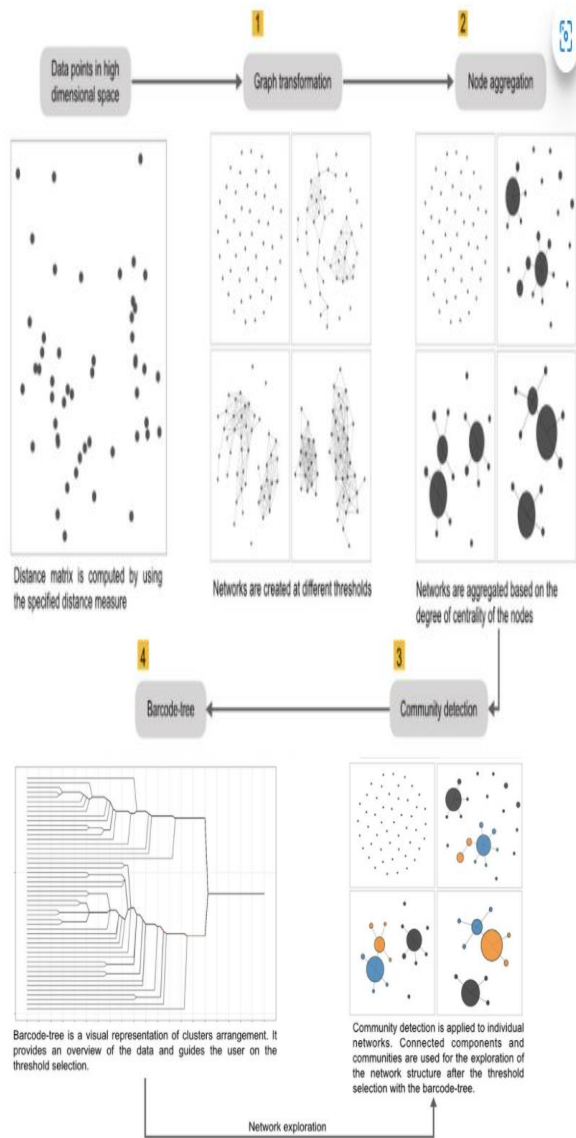 1
2
Data points in high
dimensional space
Graph transformation
Node aggregation
Distance matrix is computed by using
the specified distance measure
Networks are created at different thresholds
Networks are aggregated based on the
degree of centrality of the nodes
4
3
Barcode-tree
Community detection
Barcode-tree is a visual representation of clusters arrangement. It
provides an overview of the data and guides the user on the
threshold selection.
Community detection is applied to individual
networks. Connected components and
communities are used for the exploration of
the network structure after the threshold
selection with the barcode-tree.
Network exploration